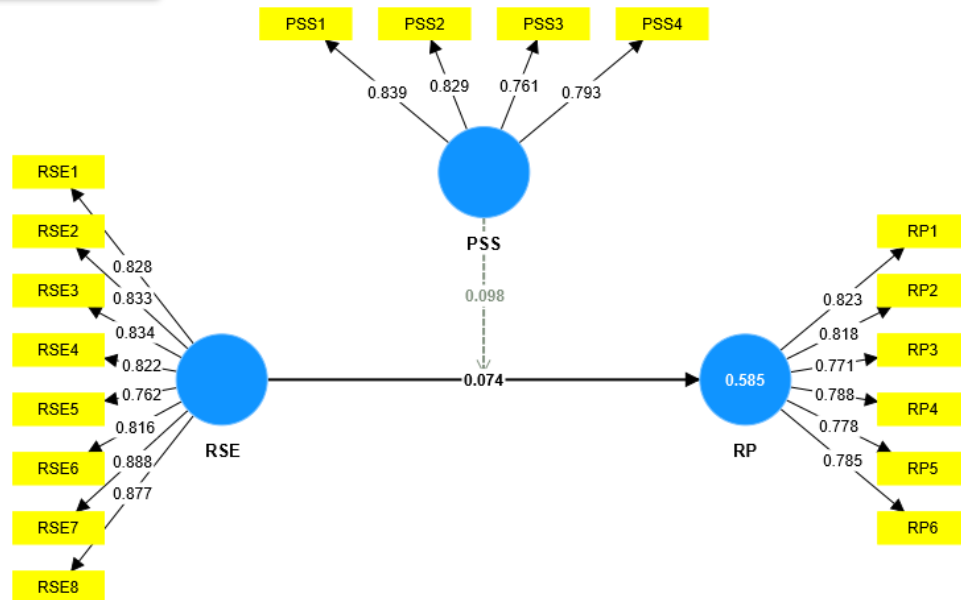 PSS1 PSS2 PSS3 PSS4
0.839 0.829 0.761 0.793
PSS
0.098
RSE1
RSE2
RSE3
RSE4
RSE5
RSE6
RSE7
RSE8
0.828
0.833
0.834
0.822
0.762
0.816
0.888
0.877
RSE
0.074
0.585
RP
0.823
0.818
0.771
0.788
0.778
0.785
RP1
RP2
RP3
RP4
RP5
RP6